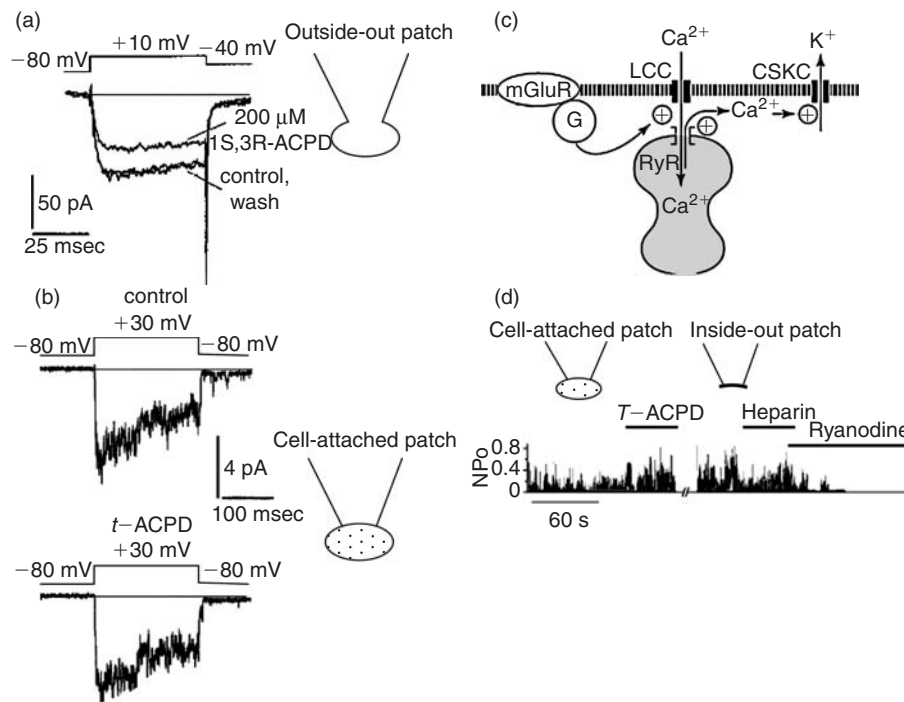 (a)
+10 mV
−40 mV
−80 mV
Outside-out patch
200 μM
1S,3R-ACPD
control,
wash
50 pA
25 msec
(b)
control
+30 mV
−80 mV
−80 mV
4 pA
100 msec
Cell-attached patch
t−ACPD
+30 mV
−80 mV
−80 mV
(c)
Ca2+
K+
LCC
CSKC
mGluR
G
+
+
+
Ca2+
RyR
Ca2+
(d)
Cell-attached patch
Inside-out patch
T−ACPD
Heparin
Ryanodine
NPo
0.8
0.4
0
60 s